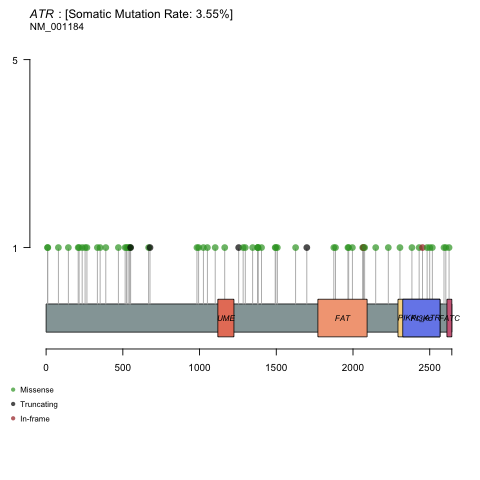 ATR : [Somatic Mutation Rate: 3.55%]
NM_001184
5
1
UME
FAT
FATC
0
500
1000
1500
2000
2500
Missense
Truncating
In-frame